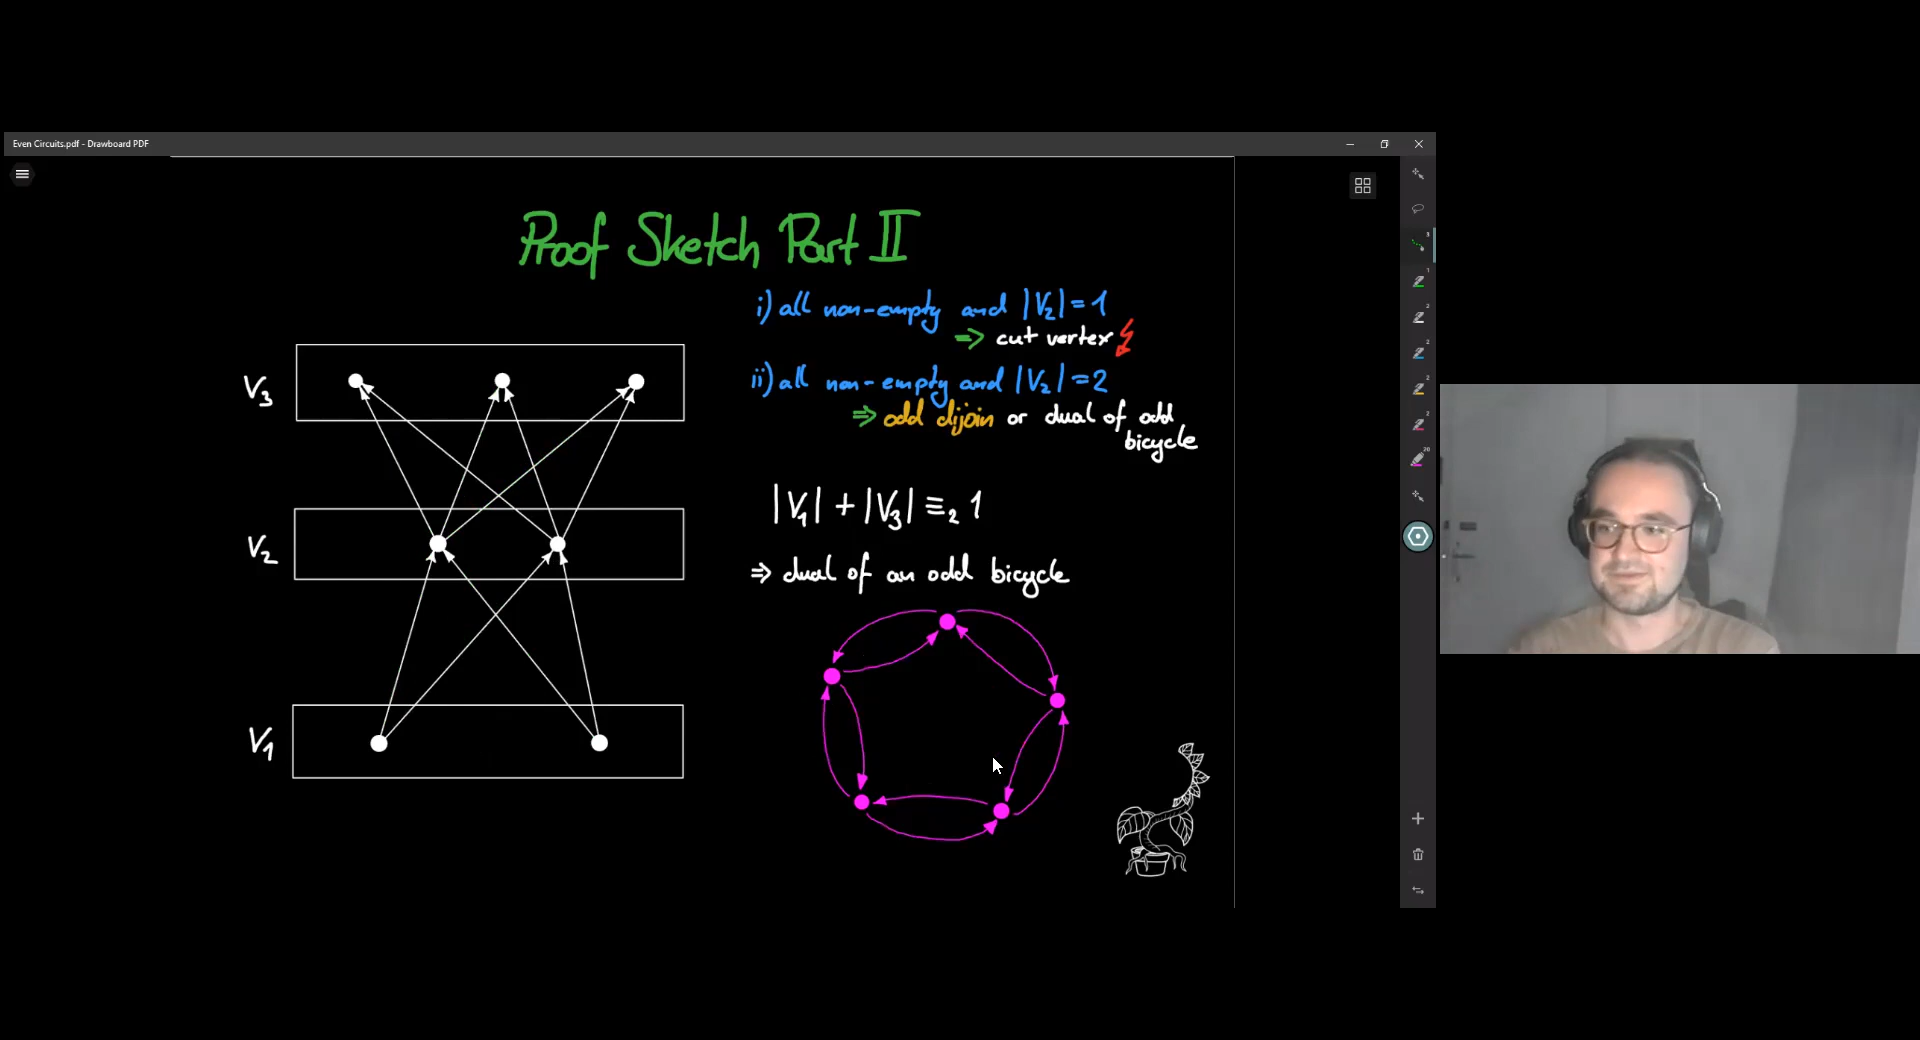 Even Circuits.pdf - Drawboard PDF
Proof Sketch Part II
i) all non-empty and |V₂| = 1
⇒ cut vertex
ii) all non-empty and |V₂| = 2
⇒ odd dijoin or dual of odd
bicycle
|V₁| + |V₃| ≡₂ 1
⇒ dual of an odd bicycle
V₃
V₂
V₁